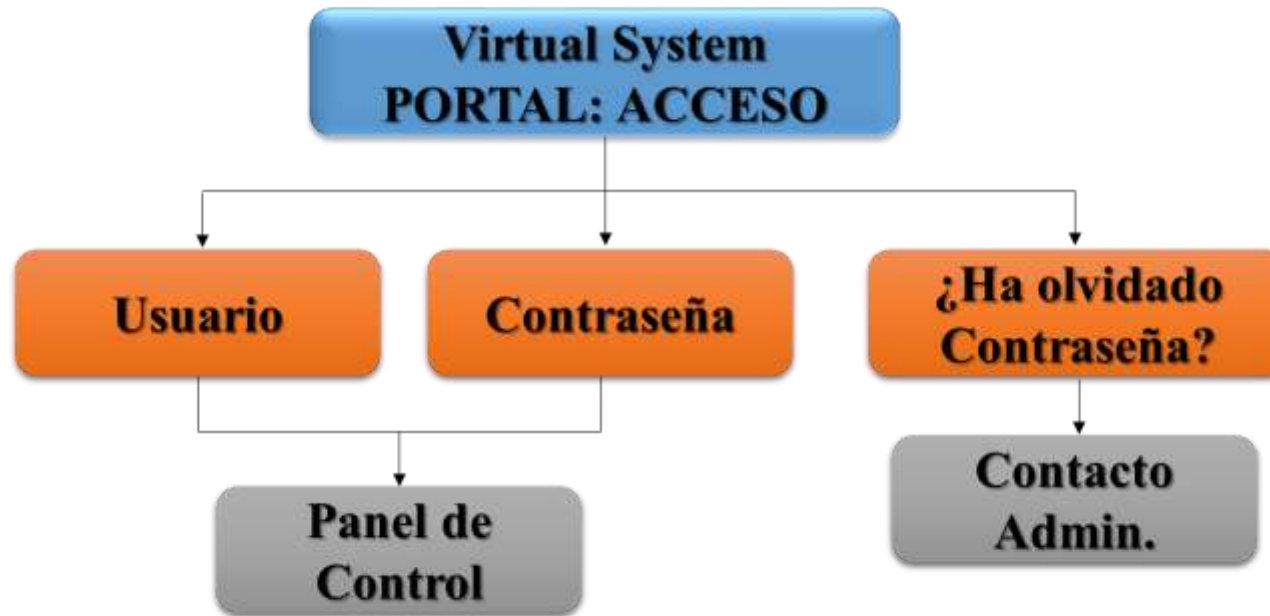 Virtual System
PORTAL: ACCESO
Usuario
Contraseña
¿Ha olvidado
Contraseña?
Panel de
Control
Contacto
Admin.